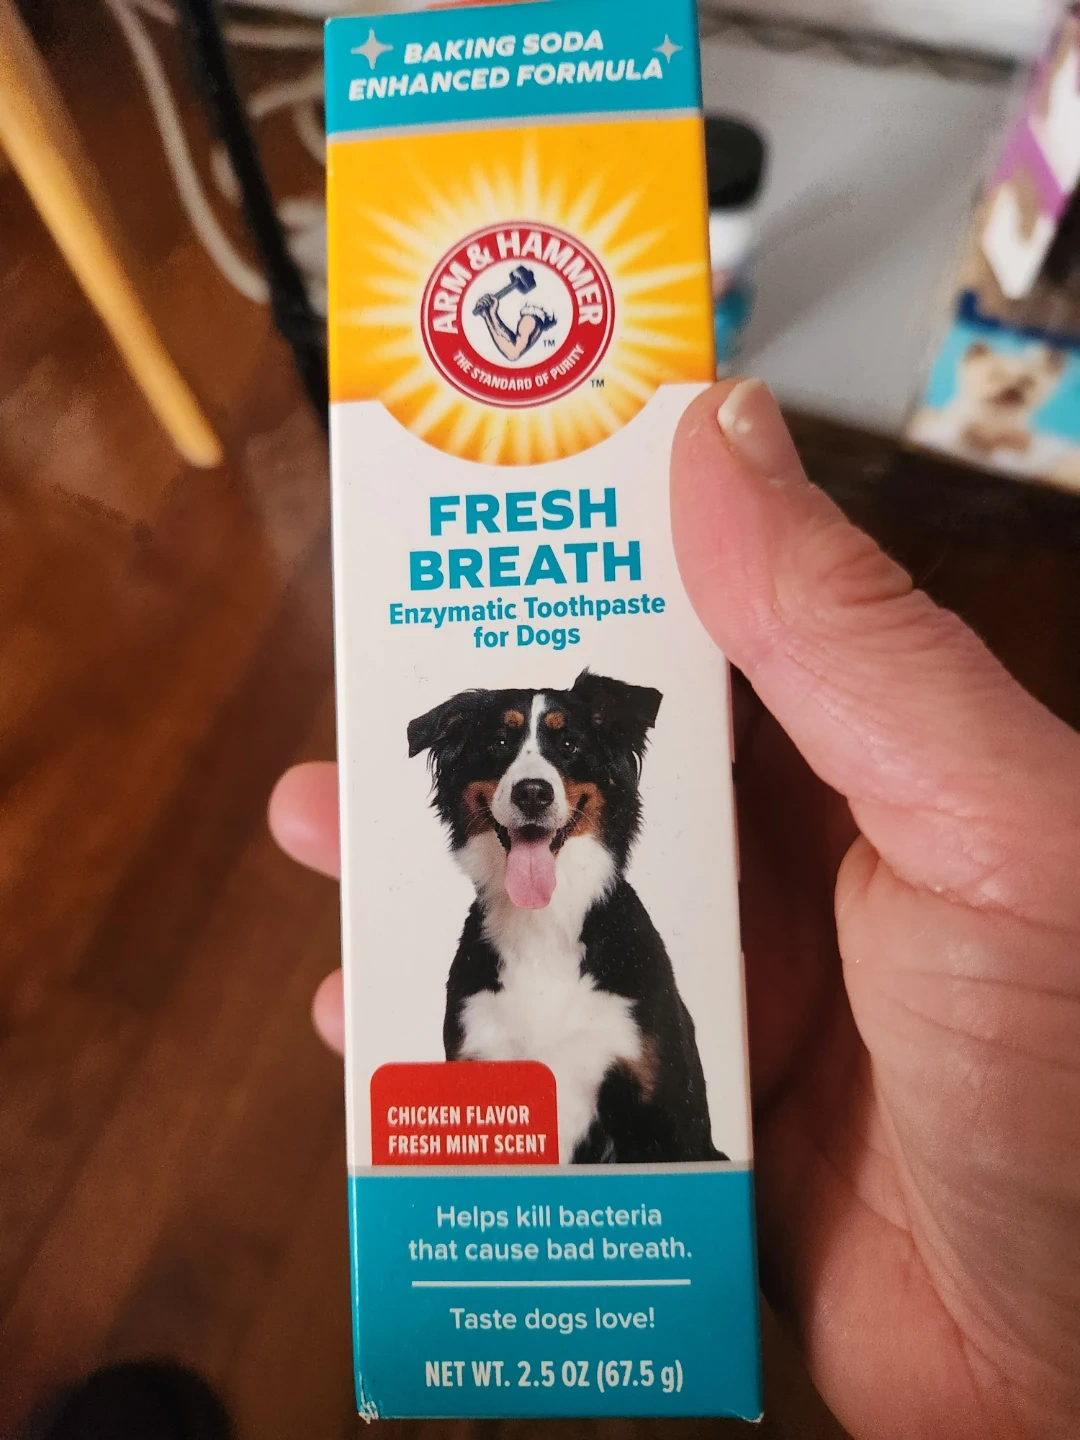 BAKING SODA
ENHANCED FORMULA
ARM & HAMMER
TM
THE STANDARD OF PURITY
TM
FRESH
BREATH
Enzymatic Toothpaste
for Dogs
CHICKEN FLAVOR
FRESH MINT SCENT
Helps kill bacteria
that cause bad breath.
Taste dogs love!
NET WT. 2.5 OZ (67.5 g)